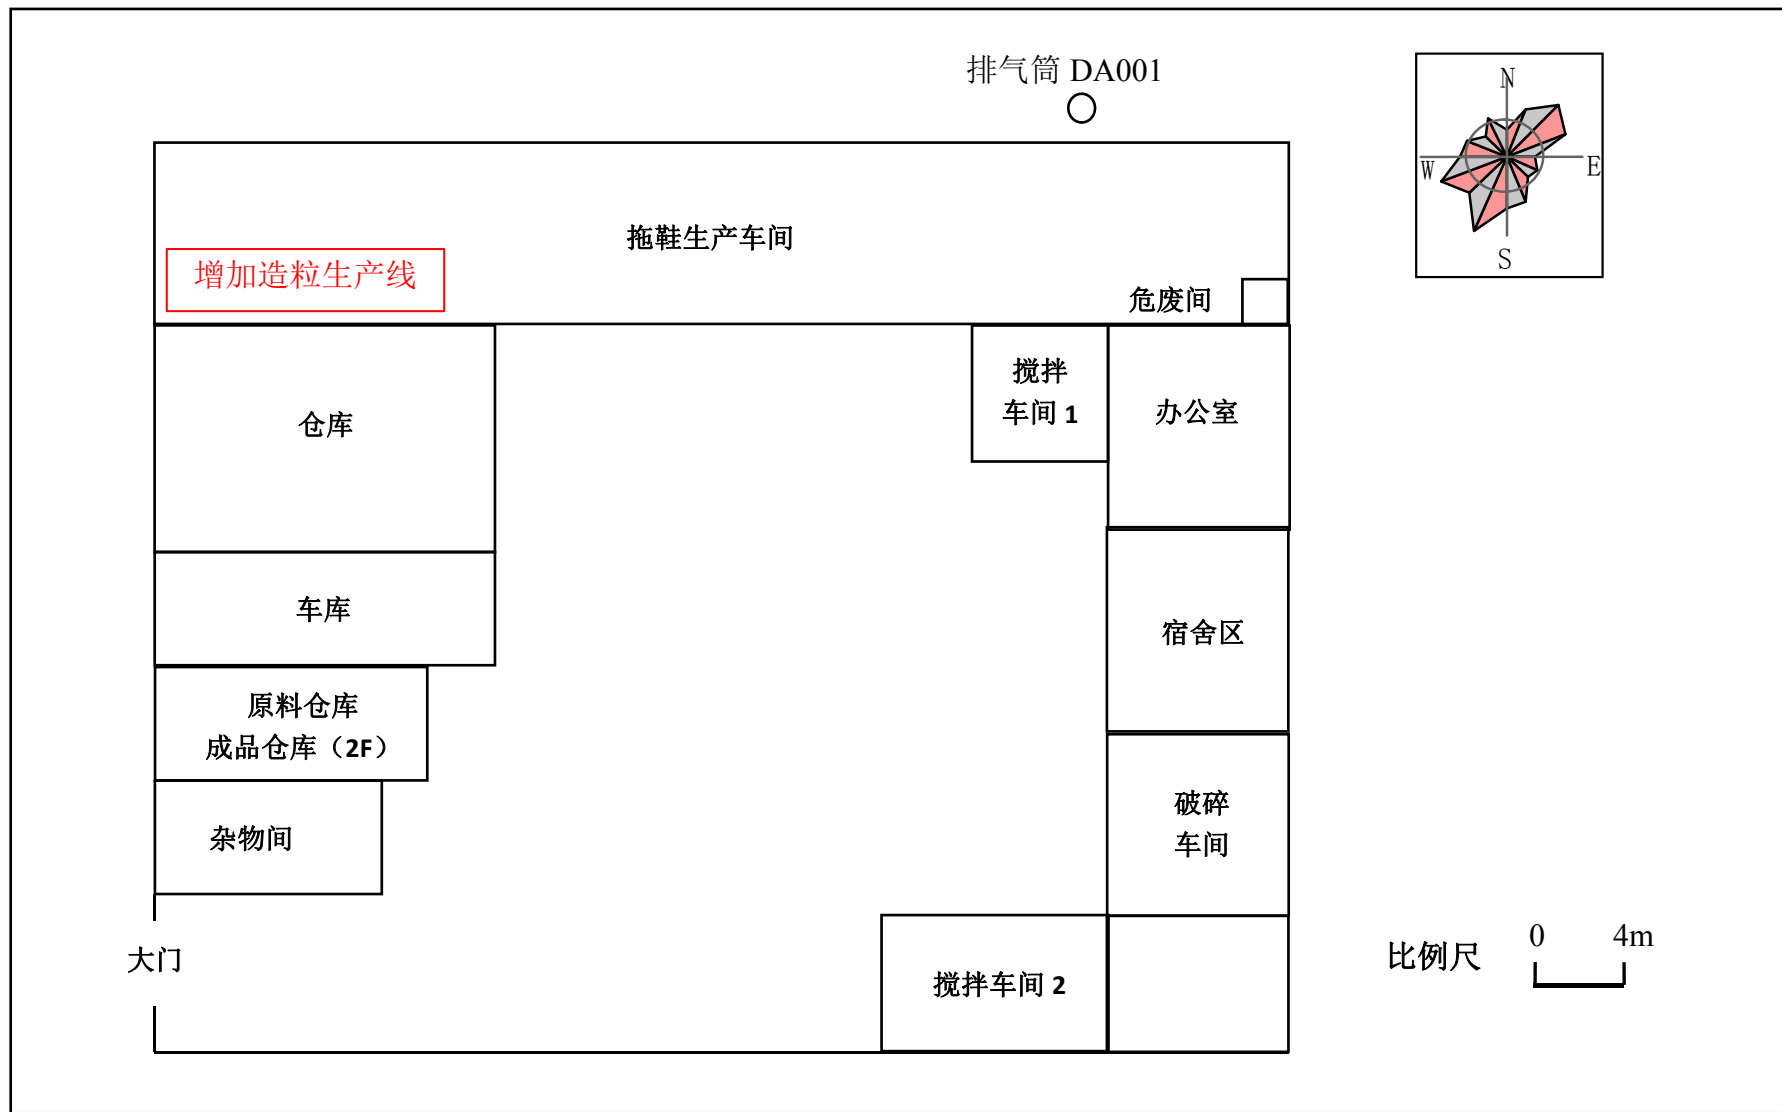 排气筒 DA001
N
W
E
S
拖鞋生产车间
增加造粒生产线
危废间
搅拌
车间 1
办公室
仓库
车库
宿舍区
原料仓库
成品仓库（2F）
破碎
车间
杂物间
大门
搅拌车间 2
比例尺
0 4m